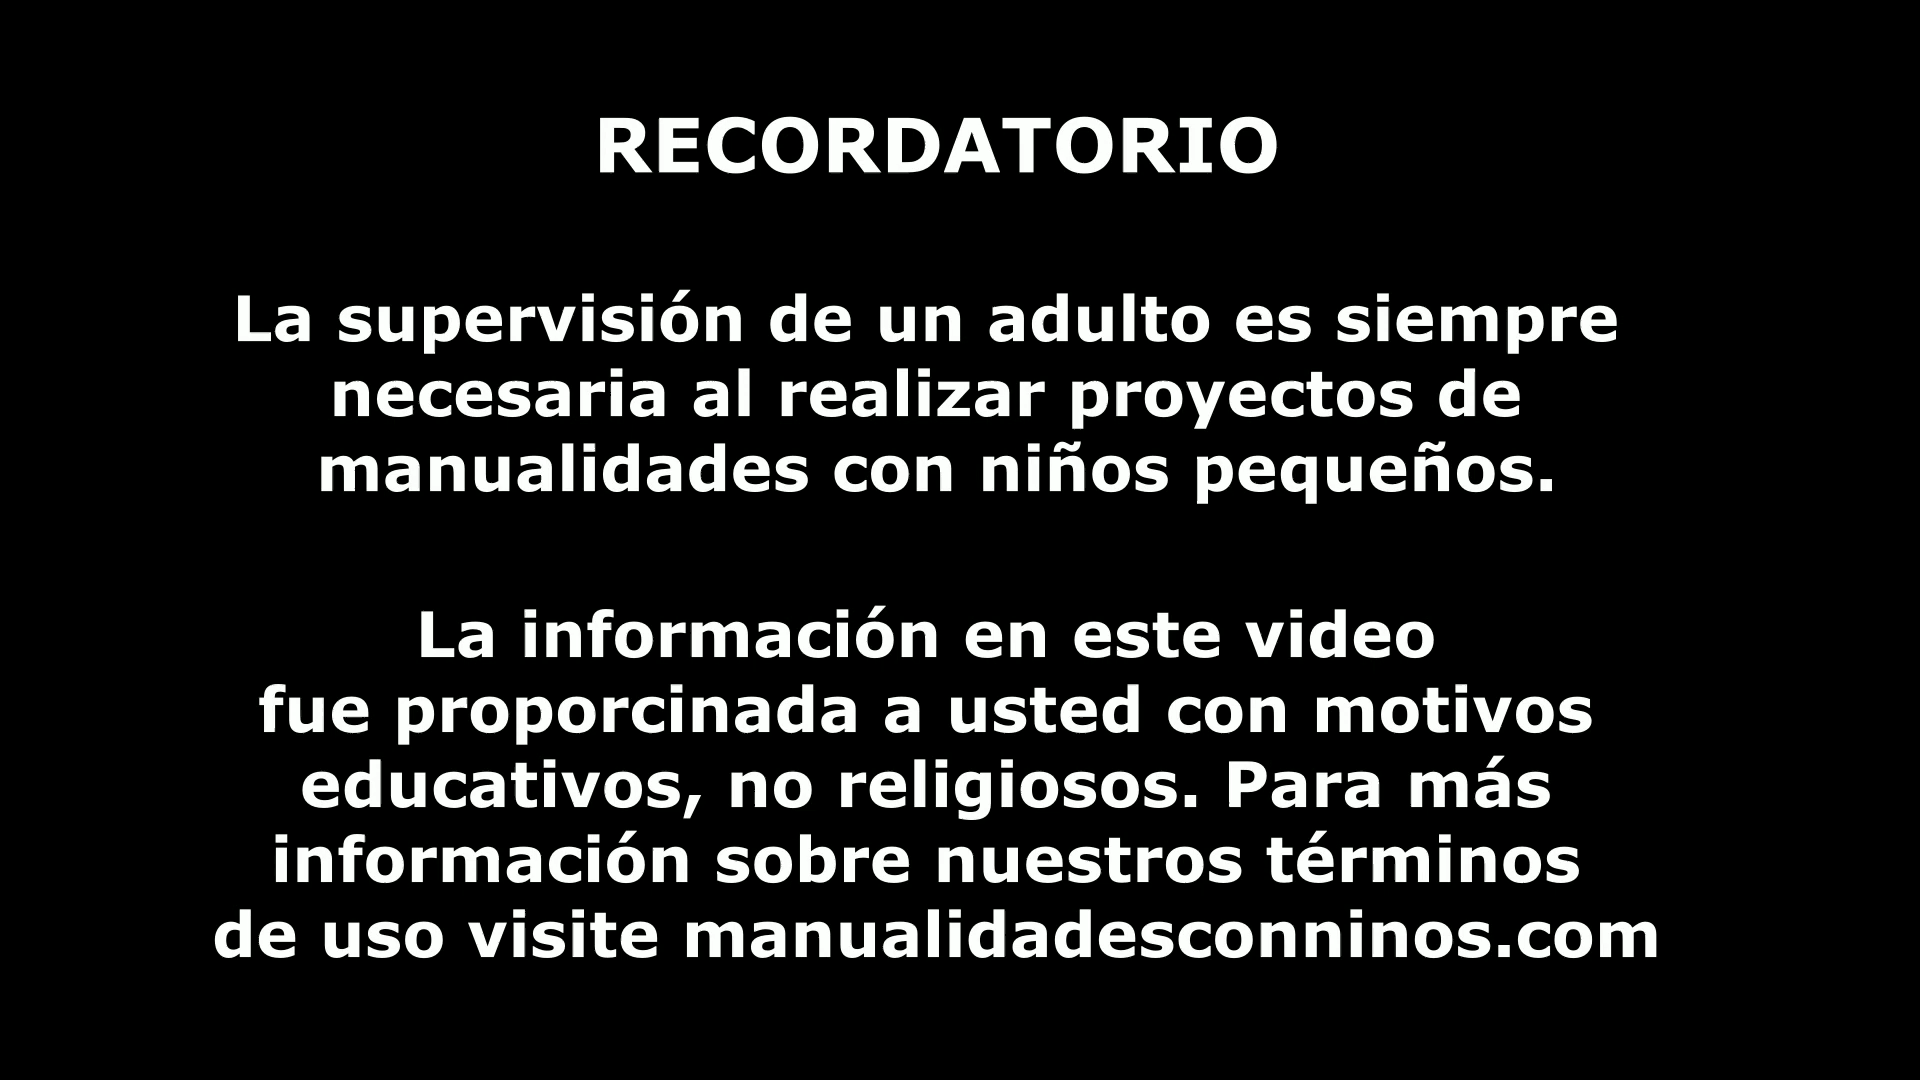 RECORDATORIO
La supervisión de un adulto es siempre
necesaria al realizar proyectos de
manualidades con niños pequeños.
La información en este video
fue proporcinada a usted con motivos
educativos, no religiosos. Para más
información sobre nuestros términos
de uso visite manualidadesconninos.com